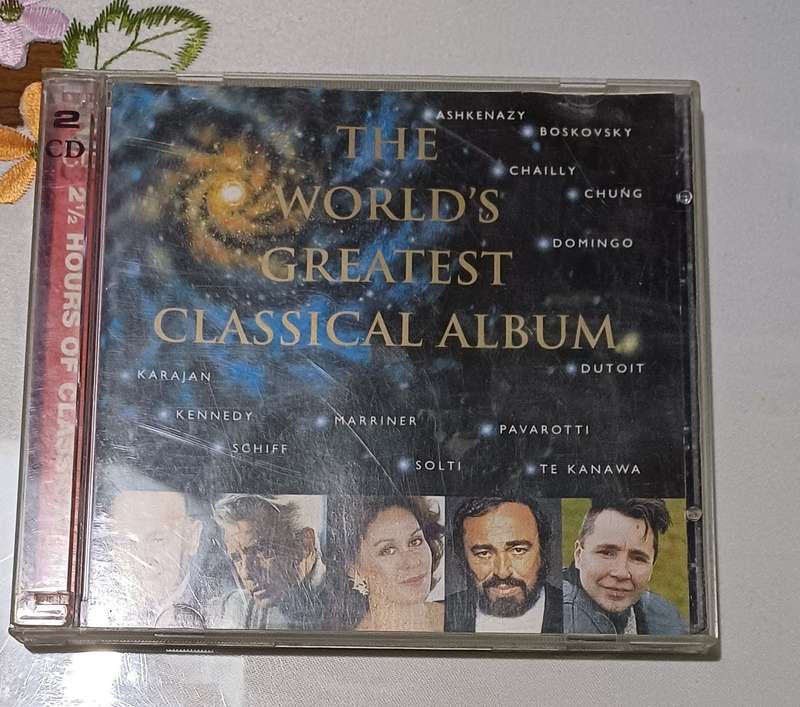 2
CD
2½ HOURS OF CLASS
THE
WORLD'S
GREATEST
CLASSICAL ALBUM
ASHKENAZY
BOSKOVSKY
CHAILLY
CHUNG
DOMINGO
DUTOIT
KARAJAN
KENNEDY
MARRINER
PAVAROTTI
SCHIFF
SOLTI
TE KANAWA